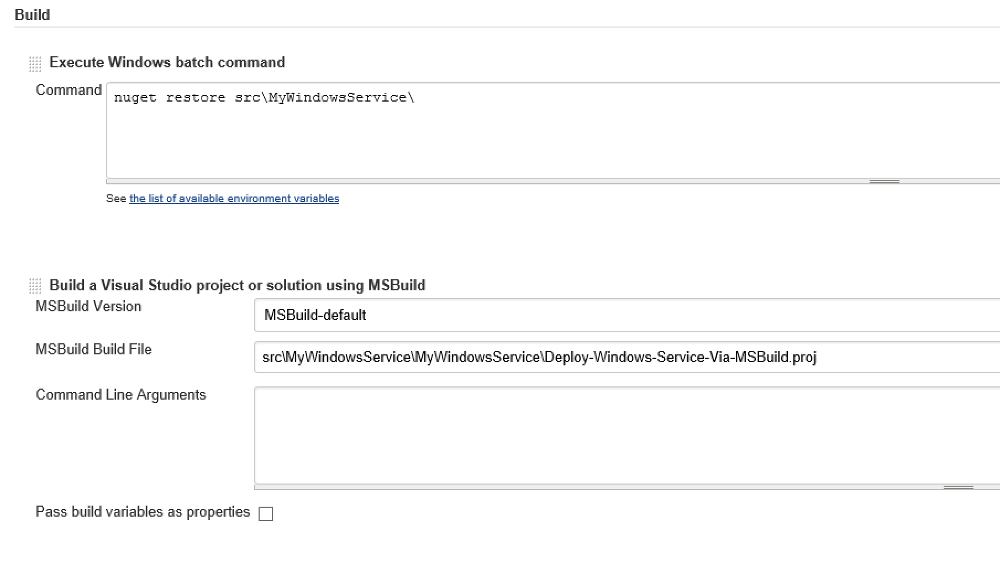 Build
Execute Windows batch command
Command
nuget restore src\MyWindowsService\
See the list of available environment variables
Build a Visual Studio project or solution using MSBuild
MSBuild Version
MSBuild-default
MSBuild Build File
src\MyWindowsService\MyWindowsService\Deploy-Windows-Service-Via-MSBuild.proj
Command Line Arguments
Pass build variables as properties